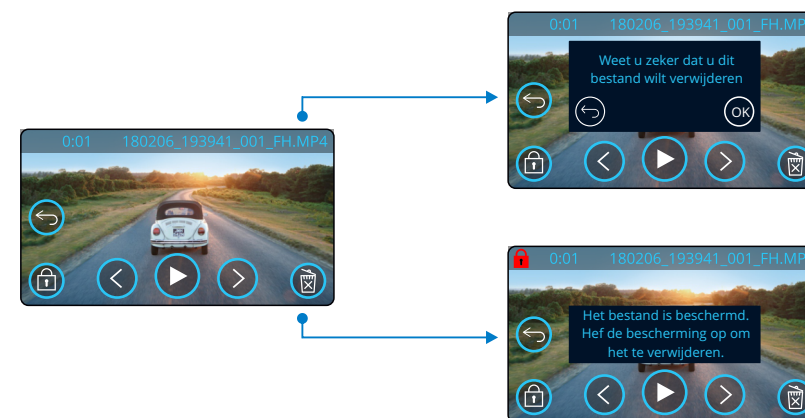 0:01 180206_193941_001_FH.MP4
0:01 180206_193941_001_FH.MP
Weet u zeker dat u dit
bestand wilt verwijderen
OK
0:01 180206_193941_001_FH.MP
Het bestand is beschermd.
Hef de bescherming op om
het te verwijderen.